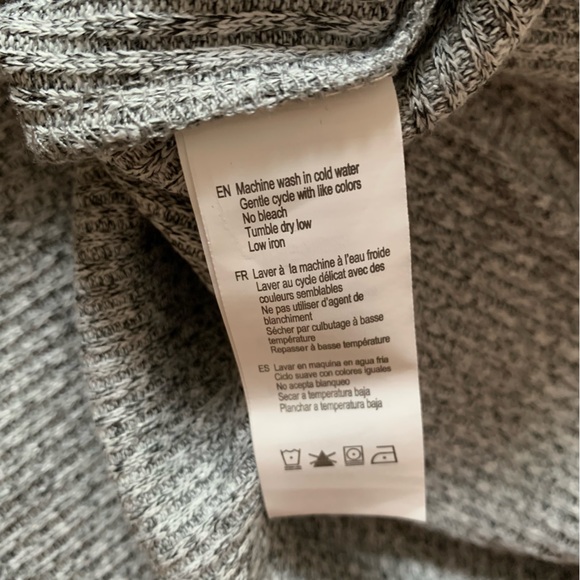 EN Machine wash in cold water
Gentle cycle with like colors
No bleach
Tumble dry low
Low iron
FR Laver à la machine à l'eau froide
Laver au cycle délicat avec des
couleurs semblables
Ne pas utiliser d'agent de
blanchiment
Sécher par culbutage à basse
température
Repasser à basse température
ES Lavar en maquina en agua fria
Ciclo suave con colores iguales
No acepta blanqueo
Secar a temperatura baja
Planchar a temperatura baja